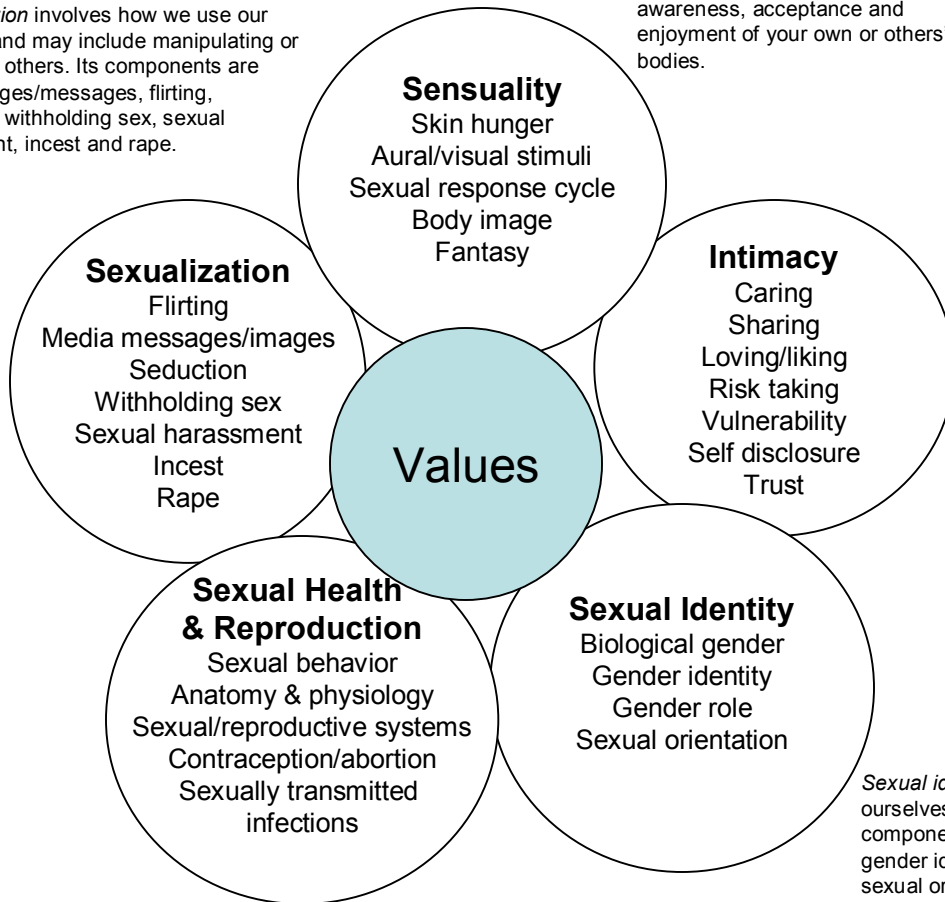 tion involves how we use our
and may include manipulating or
others. Its components are
ges/messages, flirting,
withholding sex, sexual
nt, incest and rape.
awareness, acceptance and
enjoyment of your own or others'
bodies.
Sensuality
Skin hunger
Aural/visual stimuli
Sexual response cycle
Body image
Fantasy
Sexualization
Flirting
Media messages/images
Seduction
Withholding sex
Sexual harassment
Incest
Rape
Intimacy
Caring
Sharing
Loving/liking
Risk taking
Vulnerability
Self disclosure
Trust
Values
Sexual Health
& Reproduction
Sexual behavior
Anatomy & physiology
Sexual/reproductive systems
Contraception/abortion
Sexually transmitted
infections
Sexual Identity
Biological gender
Gender identity
Gender role
Sexual orientation
Sexual id
ourselves
compone
gender id
sexual or